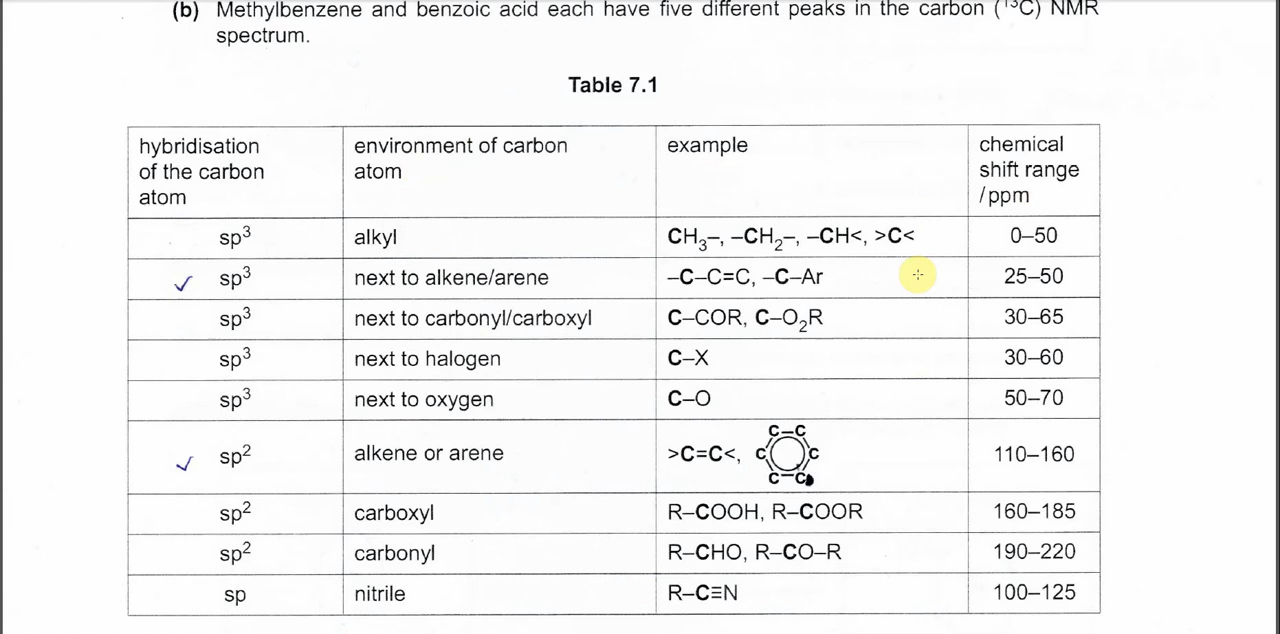 (b) Methylbenzene and benzoic acid each have five different peaks in the carbon (¹³C) NMR
spectrum.
Table 7.1
hybridisation of the carbon atom | environment of carbon atom | example | chemical shift range /ppm
sp³ | alkyl | CH₃–, –CH₂–, –CH<, >C< | 0–50
sp³ | next to alkene/arene | –C–C=C, –C–Ar | 25–50
sp³ | next to carbonyl/carboxyl | C–COR, C–O₂R | 30–65
sp³ | next to halogen | C–X | 30–60
sp³ | next to oxygen | C–O | 50–70
sp² | alkene or arene | >C=C<, C–C C C C–C | 110–160
sp² | carboxyl | R–COOH, R–COOR | 160–185
sp² | carbonyl | R–CHO, R–CO–R | 190–220
sp | nitrile | R–C≡N | 100–125